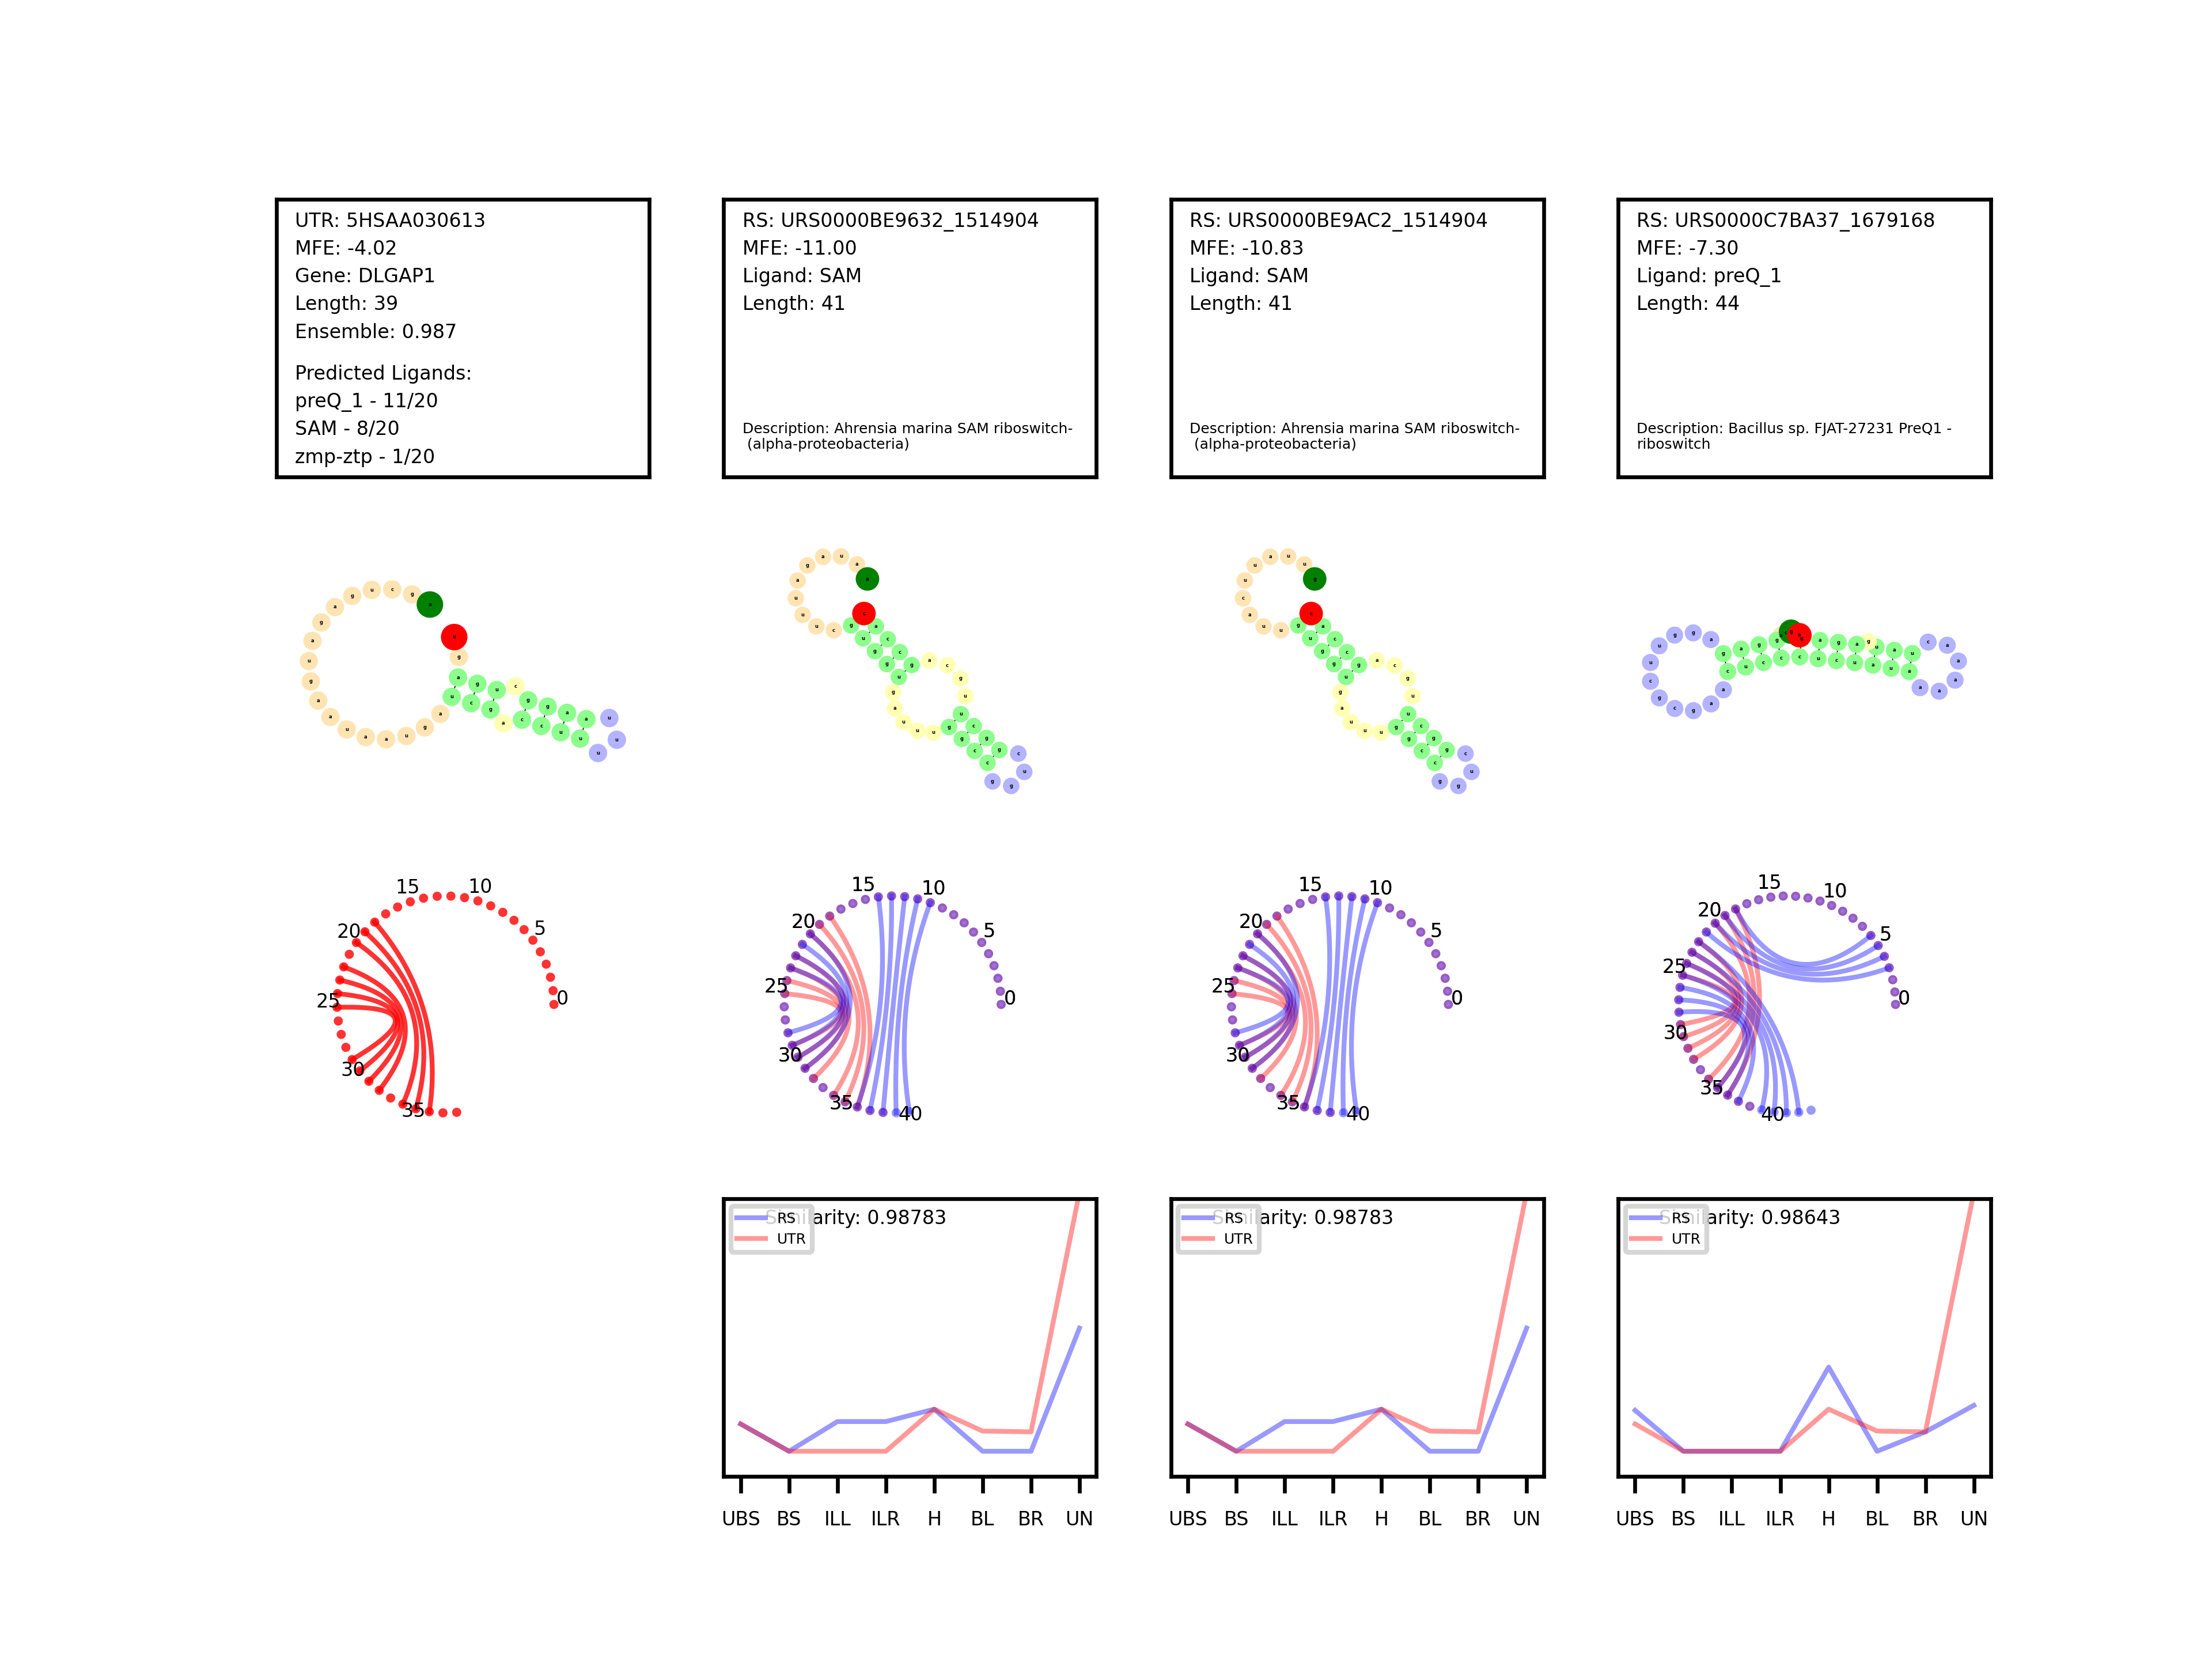 UTR: 5HSAA030613
MFE: -4.02
Gene: DLGAP1
Length: 39
Ensemble: 0.987
Predicted Ligands:
preQ_1 - 11/20
SAM - 8/20
zmp-ztp - 1/20
RS: URS0000BE9632_1514904
MFE: -11.00
Ligand: SAM
Length: 41
Description: Ahrensia marina SAM riboswitch-
(alpha-proteobacteria)
RS: URS0000BE9AC2_1514904
MFE: -10.83
Ligand: SAM
Length: 41
Description: Ahrensia marina SAM riboswitch-
(alpha-proteobacteria)
RS: URS0000C7BA37_1679168
MFE: -7.30
Ligand: preQ_1
Length: 44
Description: Bacillus sp. FJAT-27231 PreQ1 -
riboswitch
0
5
10
15
20
25
30
35
0
5
10
15
20
25
30
35
40
0
5
10
15
20
25
30
35
40
0
5
10
15
20
25
30
35
40
Similarity: 0.98783
RS
UTR
UBS BS ILL ILR H BL BR UN
Similarity: 0.98783
RS
UTR
UBS BS ILL ILR H BL BR UN
Similarity: 0.98643
RS
UTR
UBS BS ILL ILR H BL BR UN